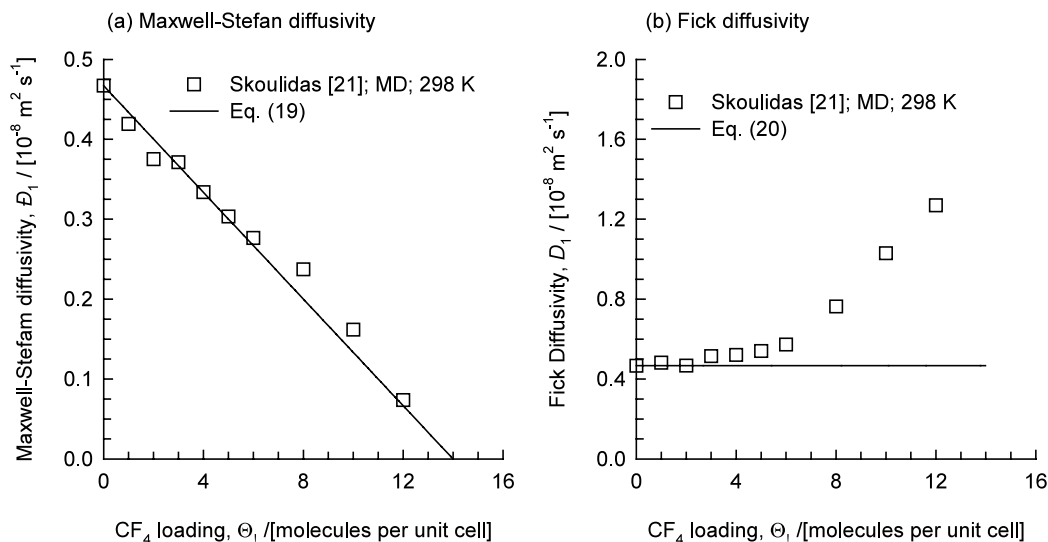 (a) Maxwell-Stefan diffusivity
Maxwell-Stefam diffusivity, Đ1 / [10-8 m2 s-1]
0.5
0.4
0.3
0.2
0.1
0.0
Skoulidas [21]; MD; 298 K
Eq. (19)
0 4 8 12 16
CF4 loading, ΘI /[molecules per unit cell]
(b) Fick diffusivity
Fick Diffusivity, D1 / [10-8 m2 s-1]
2.0
1.6
1.2
0.8
0.4
0.0
Skoulidas [21]; MD; 298 K
Eq. (20)
0 4 8 12 16
CF4 loading, ΘI /[molecules per unit cell]